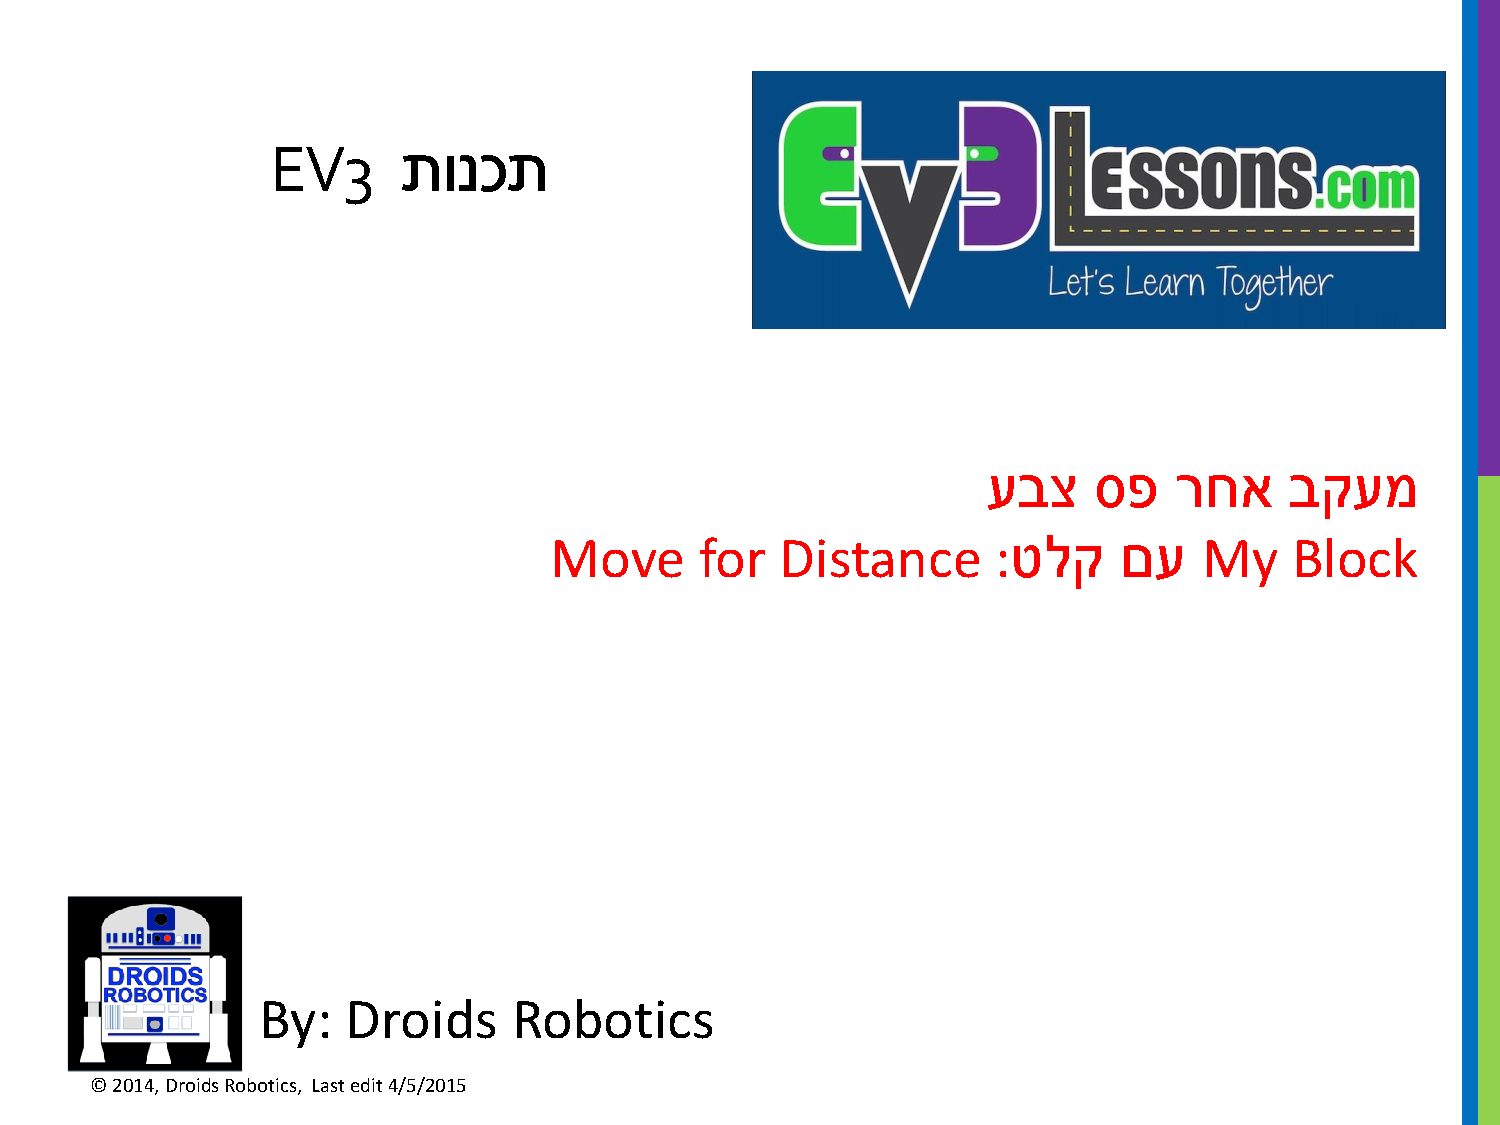 תכנות EV3
Ev3Lessons.com
Let's Learn Together
מעקב אחר פס צבע
My Block עם קלט: Move for Distance
DROIDS
ROBOTICS
By: Droids Robotics
© 2014, Droids Robotics, Last edit 4/5/2015